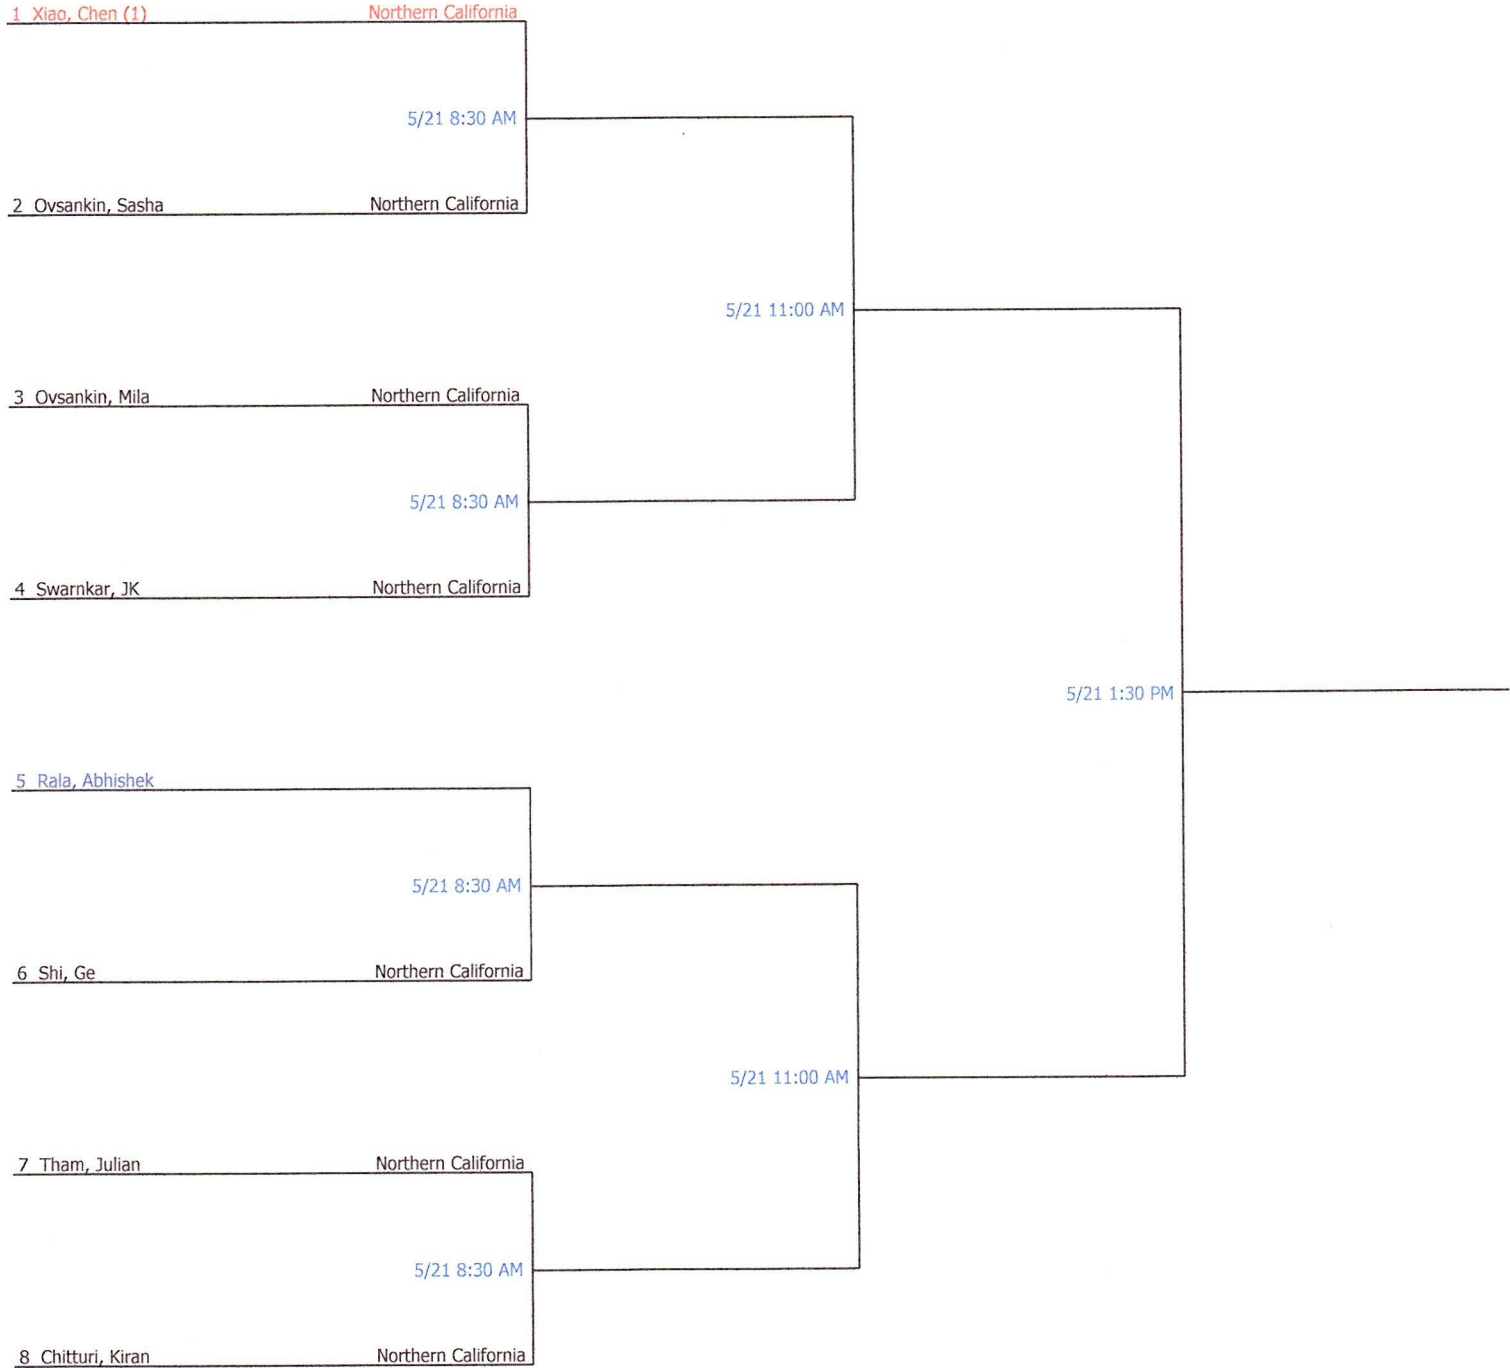 1 Xiao, Chen (1) Northern California
5/21 8:30 AM
2 Ovsankin, Sasha Northern California
5/21 11:00 AM
3 Ovsankin, Mila Northern California
5/21 8:30 AM
4 Swarnkar, JK Northern California
5/21 1:30 PM
5 Rala, Abhishek
5/21 8:30 AM
6 Shi, Ge Northern California
5/21 11:00 AM
7 Tham, Julian Northern California
5/21 8:30 AM
8 Chitturi, Kiran Northern California